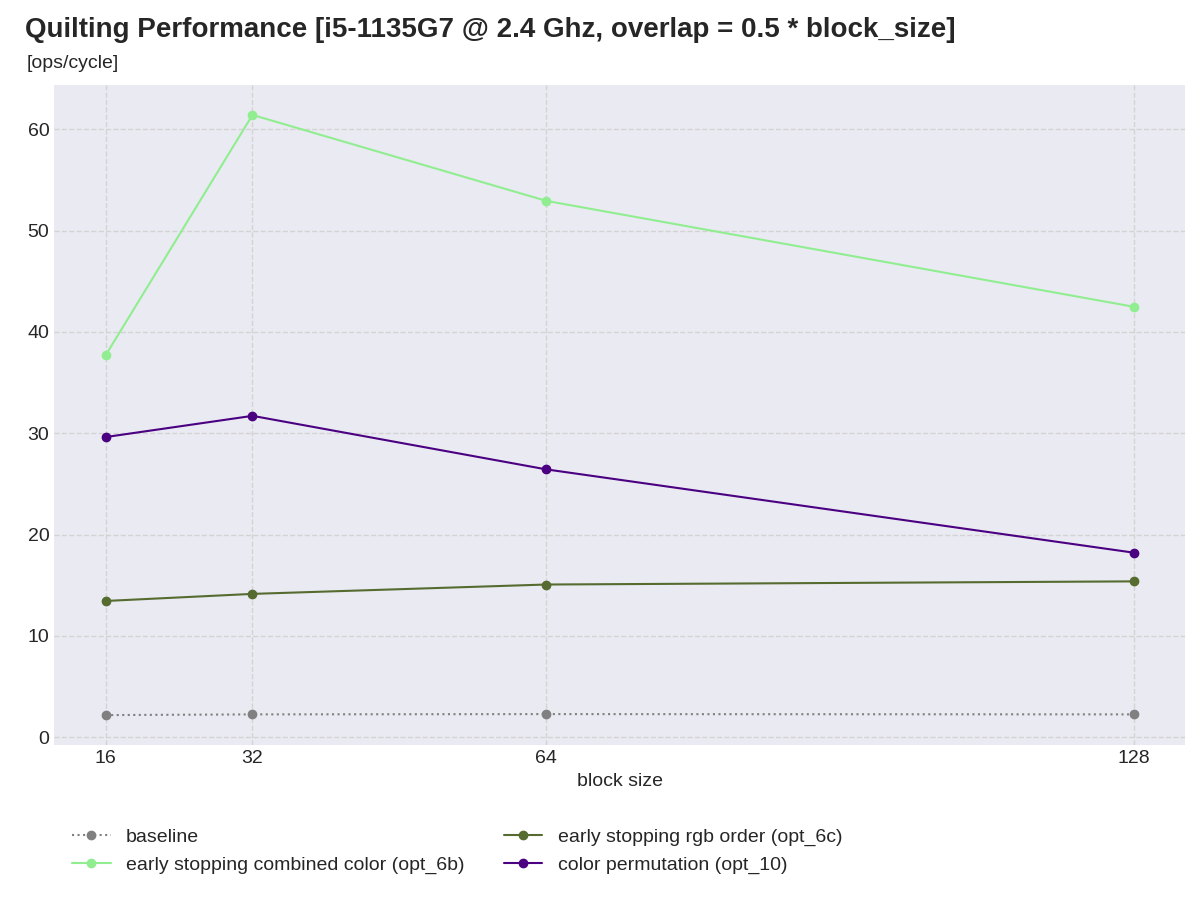 Quilting Performance [i5-1135G7 @ 2.4 Ghz, overlap = 0.5 * block_size]
[ops/cycle]
60
50
40
30
20
10
0
16 32 64 128
block size
baseline
early stopping combined color (opt_6b)
early stopping rgb order (opt_6c)
color permutation (opt_10)